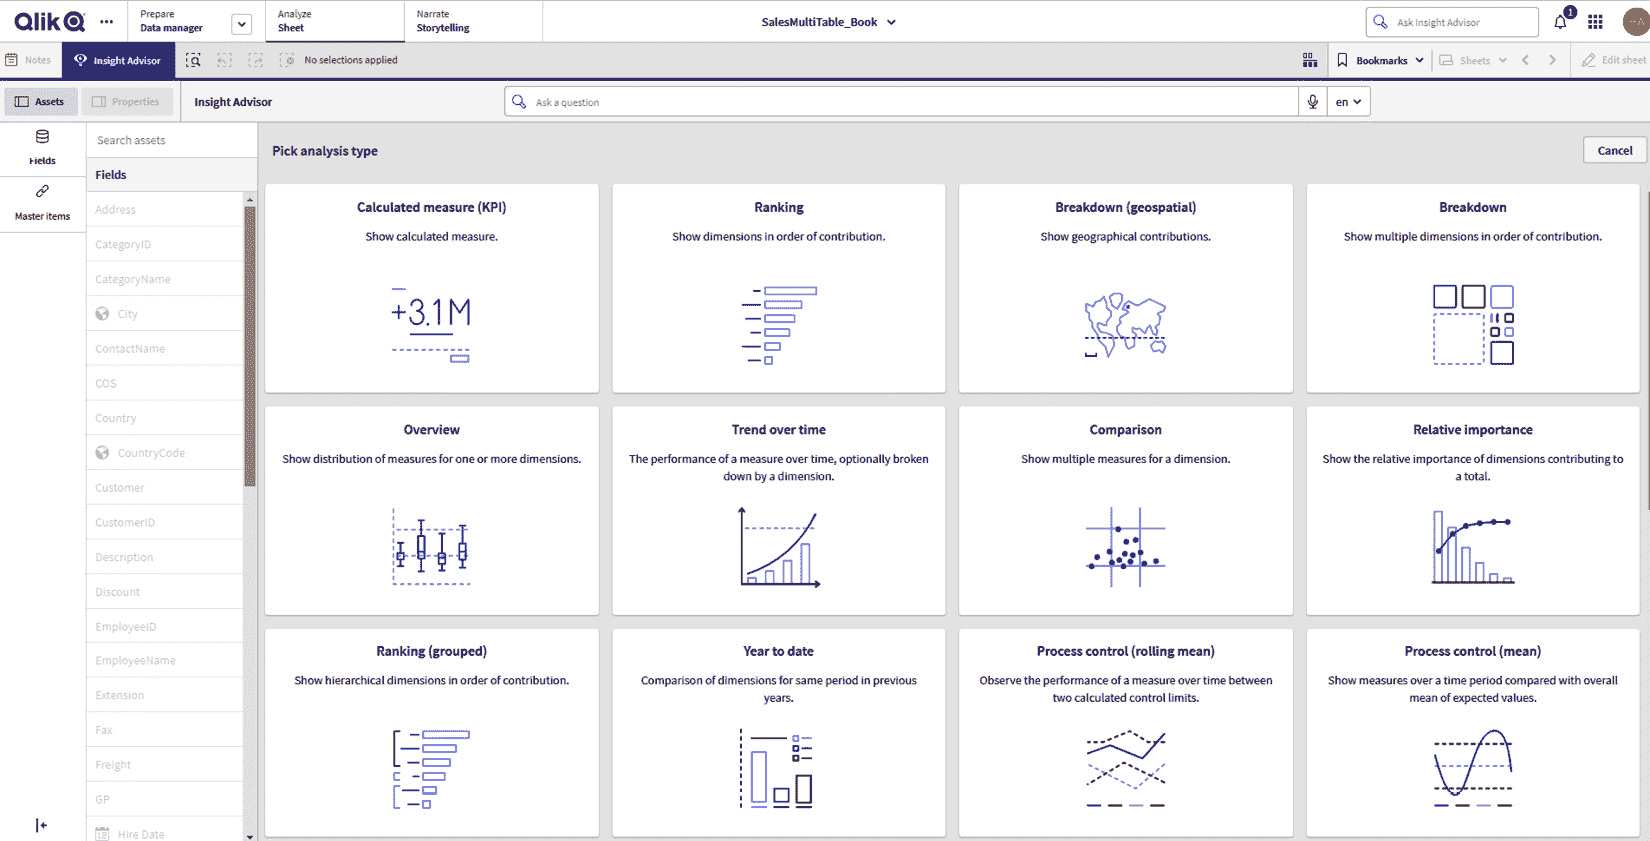 Qlik Q
Prepare
Data manager
Analyze
Sheet
Narrate
Storytelling
SalesMultiTable_Book
Ask Insight Advisor
1
Notes
Insight Advisor
No selections applied
Bookmarks
Sheets
Edit sheet
Assets
Properties
Insight Advisor
Ask a question
en
Fields
Master items
Search assets
Fields
Address
CategoryID
CategoryName
City
ContactName
COS
Country
CountryCode
Customer
CustomerID
Description
Discount
EmployeeID
EmployeeName
Extension
Fax
Freight
GP
Hire Date
Pick analysis type
Cancel
Calculated measure (KPI)
Show calculated measure.
+3.1M
Ranking
Show dimensions in order of contribution.
Breakdown (geospatial)
Show geographical contributions.
Breakdown
Show multiple dimensions in order of contribution.
Overview
Show distribution of measures for one or more dimensions.
Trend over time
The performance of a measure over time, optionally broken
down by a dimension.
Comparison
Show multiple measures for a dimension.
Relative importance
Show the relative importance of dimensions contributing to
a total.
Ranking (grouped)
Show hierarchical dimensions in order of contribution.
Year to date
Comparison of dimensions for same period in previous
years.
Process control (rolling mean)
Observe the performance of a measure over time between
two calculated control limits.
Process control (mean)
Show measures over a time period compared with overall
mean of expected values.